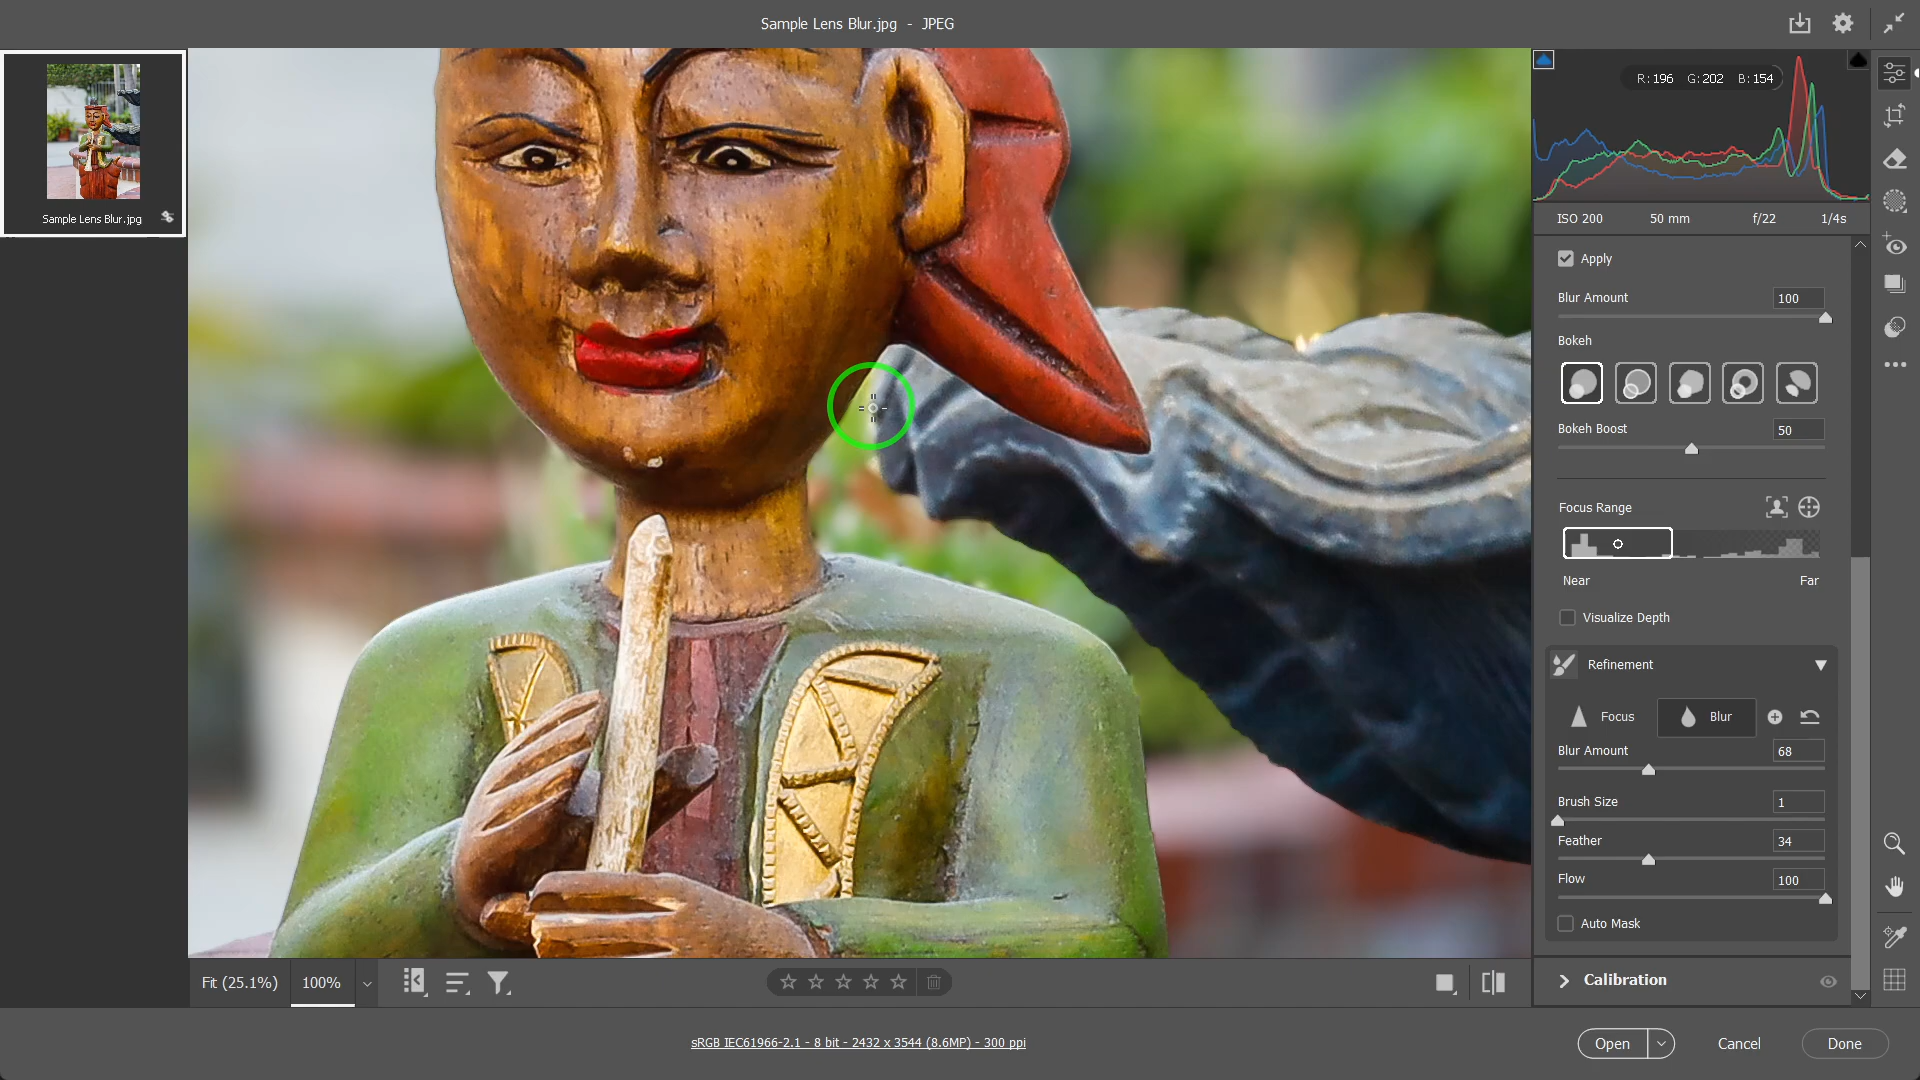 Sample Lens Blur.jpg - JPEG
R: 196 G: 202 B: 154
Sample Lens Blur.jpg
ISO 200 50 mm f/22 1/4s
Apply
Blur Amount 100
Bokeh
Bokeh Boost 50
Focus Range
Near Far
Visualize Depth
Refinement
Focus Blur
Blur Amount 68
Brush Size 1
Feather 34
Flow 100
Auto Mask
Calibration
Fit (25.1%) 100%
sRGB IEC61966-2.1 - 8 bit - 2432 x 3544 (8.6MP) - 300 ppi
Open Cancel Done